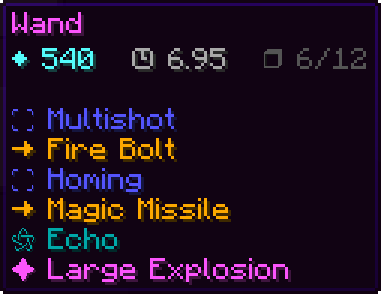 Wand
540 6.95 6/12
Multishot
Fire Bolt
Homing
Magic Missile
Echo
Large Explosion